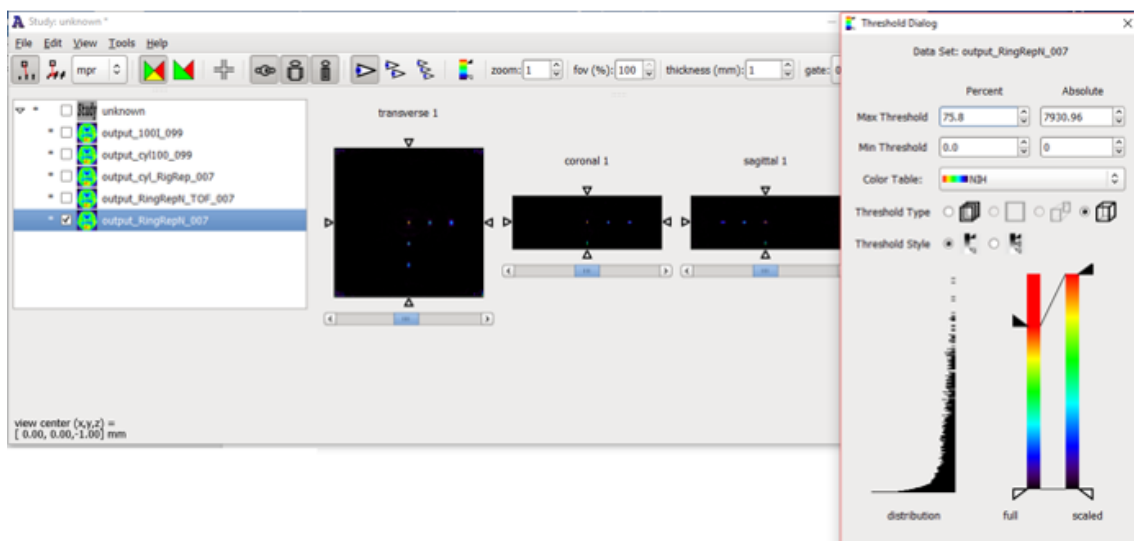 Study: unknown *
File Edit View Tools Help
mpr zoom: 1 fov (%): 100 thickness (mm): 1 gate: 0
unknown
output_100I_099
output_cyl100_099
output_cyl_RigRep_007
output_RingRepN_TOF_007
output_RingRepN_007
transverse 1
coronal 1
sagittal 1
view center (x,y,z) =
[ 0.00, 0.00,-1.00] mm
Threshold Dialog
Data Set: output_RingRepN_007
Percent Absolute
Max Threshold 75.8 7930.96
Min Threshold 0.0 0
Color Table: NIH
Threshold Type
Threshold Style
distribution full scaled